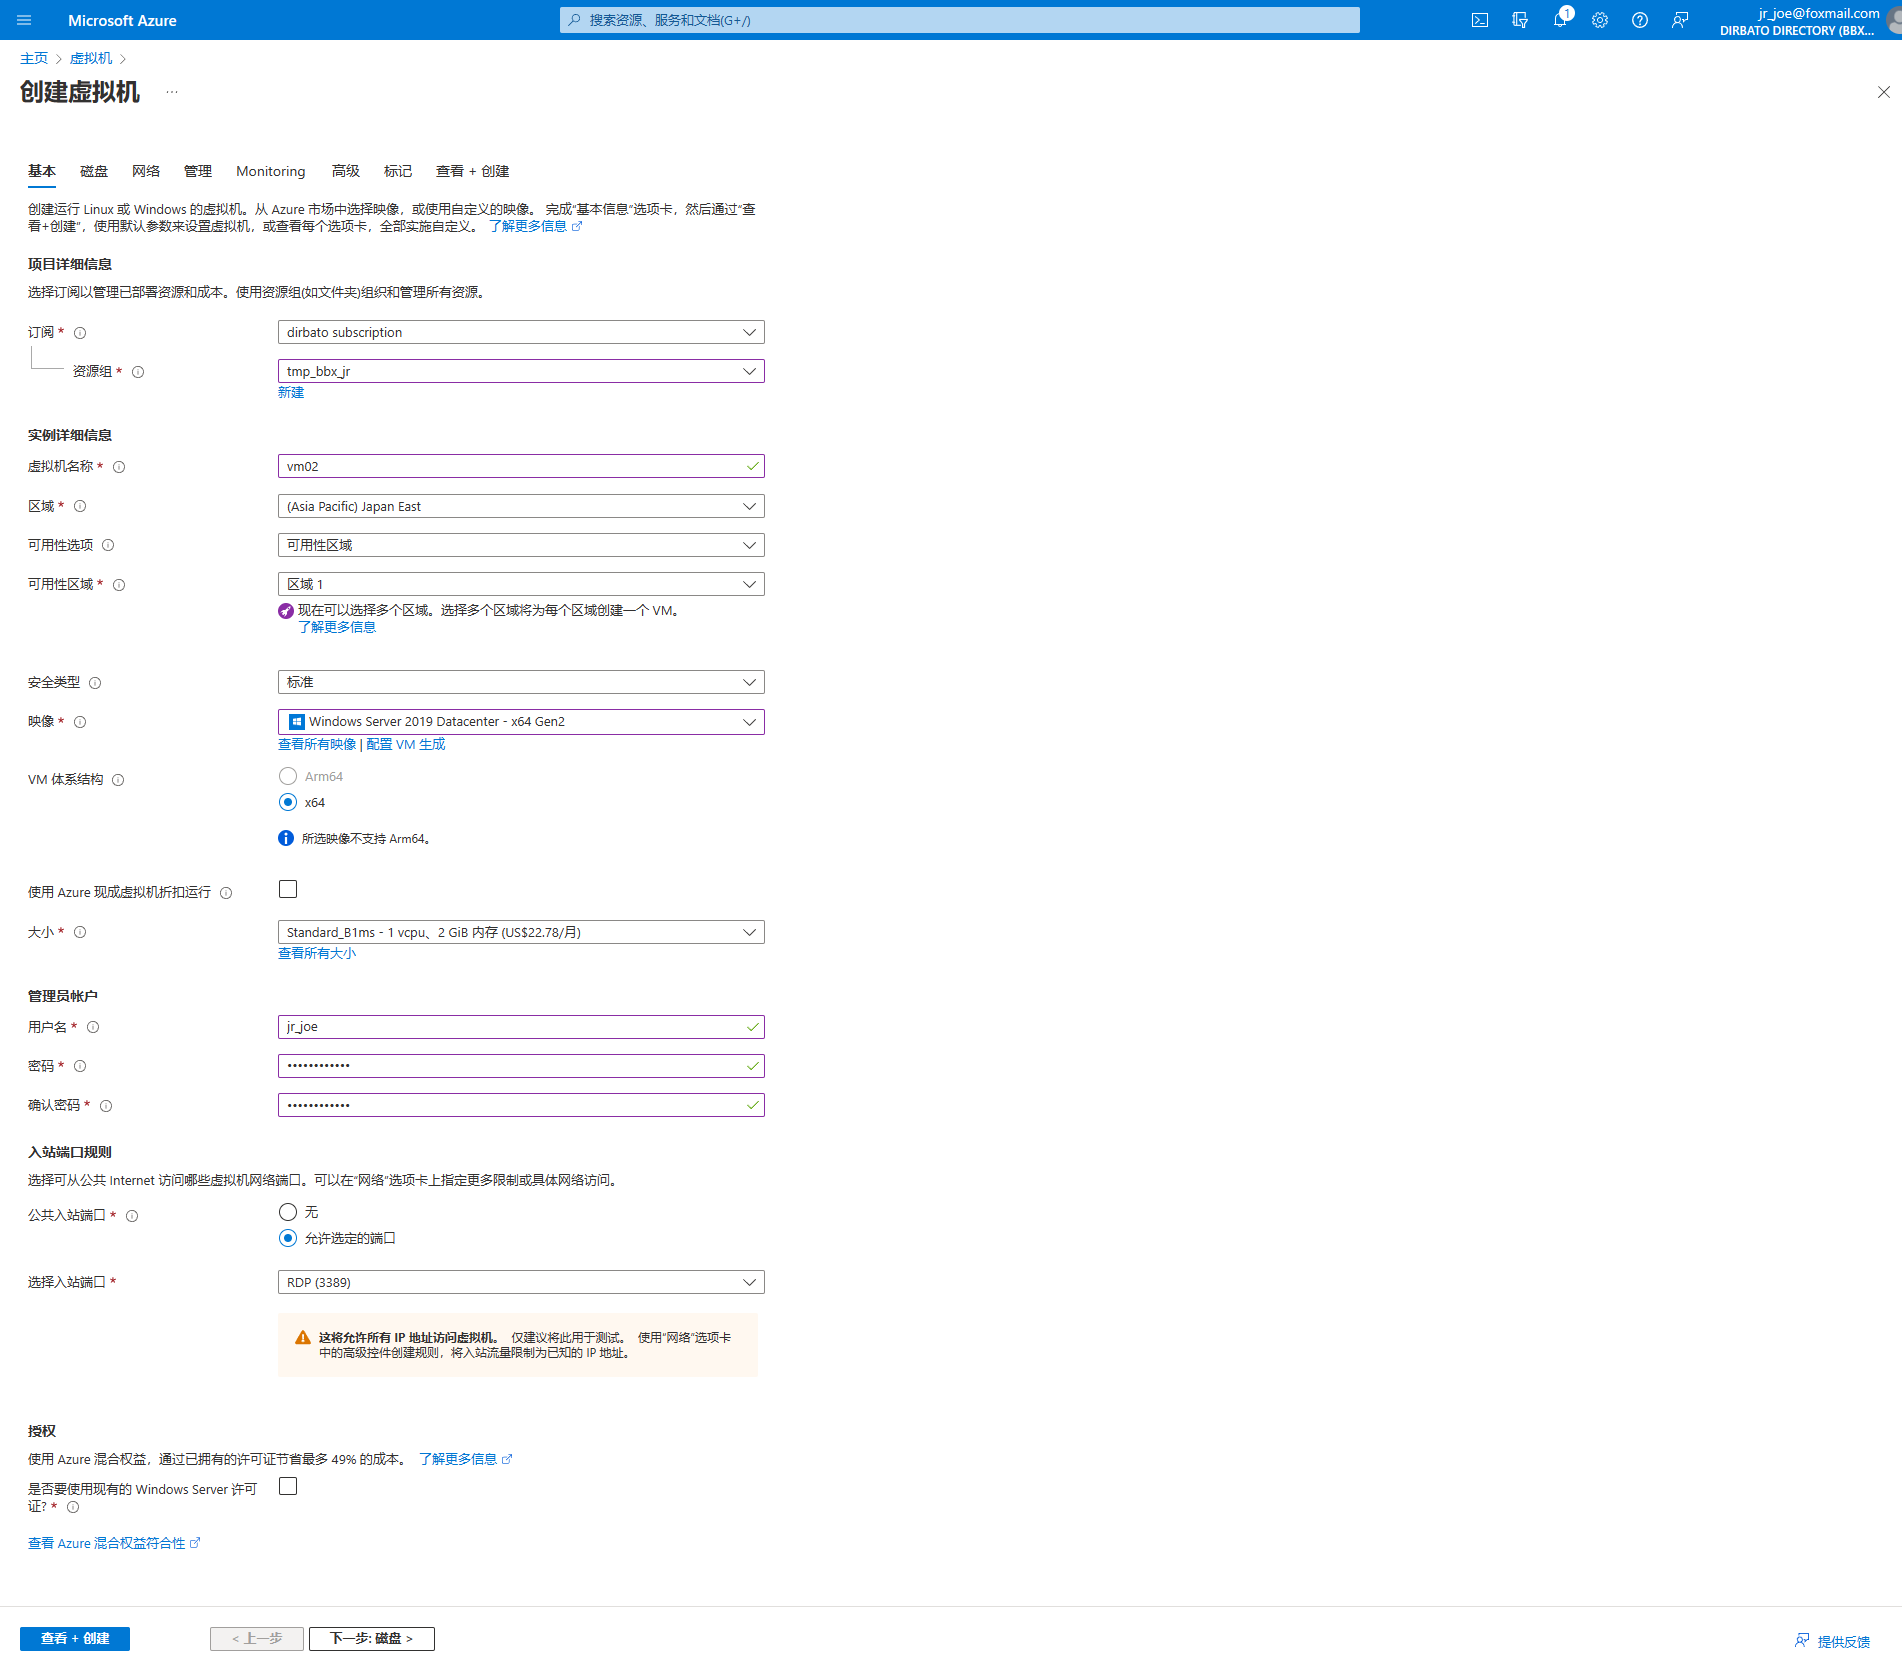 Microsoft Azure
搜索资源、服务和文档(G+/)
1
jr_joe@foxmail.com
DIRBATO DIRECTORY (BBX...
主页 > 虚拟机 >
创建虚拟机 ...
基本 磁盘 网络 管理 Monitoring 高级 标记 查看 + 创建
创建运行 Linux 或 Windows 的虚拟机。从 Azure 市场中选择映像，或使用自定义的映像。 完成“基本信息”选项卡，然后通过“查
看+创建”，使用默认参数来设置虚拟机，或查看每个选项卡，全部实施自定义。 了解更多信息
项目详细信息
选择订阅以管理已部署资源和成本。使用资源组(如文件夹)组织和管理所有资源。
订阅 * dirbato subscription
资源组 * tmp_bbx_jr
新建
实例详细信息
虚拟机名称 * vm02
区域 * (Asia Pacific) Japan East
可用性选项 可用性区域
可用性区域 * 区域 1
现在可以选择多个区域。选择多个区域将为每个区域创建一个 VM。
了解更多信息
安全类型 标准
映像 * Windows Server 2019 Datacenter - x64 Gen2
查看所有映像 | 配置 VM 生成
VM 体系结构 Arm64
x64
所选映像不支持 Arm64。
使用 Azure 现成虚拟机折扣运行
大小 * Standard_B1ms - 1 vcpu、2 GiB 内存 (US$22.78/月)
查看所有大小
管理员帐户
用户名 * jr_joe
密码 * ••••••••••••
确认密码 * ••••••••••••
入站端口规则
选择可从公共 Internet 访问哪些虚拟机网络端口。可以在“网络”选项卡上指定更多限制或具体网络访问。
公共入站端口 * 无
允许选定的端口
选择入站端口 * RDP (3389)
这将允许所有 IP 地址访问虚拟机。 仅建议将此用于测试。 使用“网络”选项卡
中的高级控件创建规则，将入站流量限制为已知的 IP 地址。
授权
使用 Azure 混合权益，通过已拥有的许可证节省最多 49% 的成本。 了解更多信息
是否要使用现有的 Windows Server 许可
证? *
查看 Azure 混合权益符合性
查看 + 创建 < 上一步 下一步: 磁盘 > 提供反馈